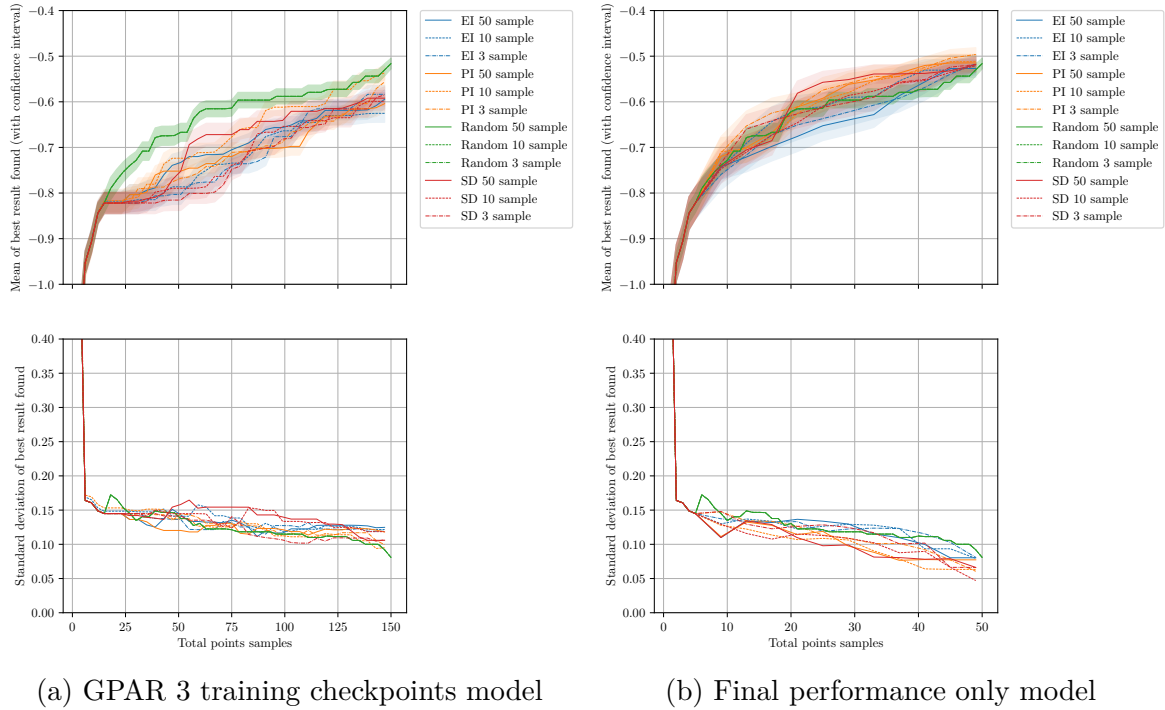 Mean of best result found (with confidence interval)
−0.4
−0.5
−0.6
−0.7
−0.8
−0.9
−1.0
EI 50 sample
EI 10 sample
EI 3 sample
PI 50 sample
PI 10 sample
PI 3 sample
Random 50 sample
Random 10 sample
Random 3 sample
SD 50 sample
SD 10 sample
SD 3 sample
Standard deviation of best result found
0.40
0.35
0.30
0.25
0.20
0.15
0.10
0.05
0.00
0 25 50 75 100 125 150
Total points samples
(a) GPAR 3 training checkpoints model
Mean of best result found (with confidence interval)
−0.4
−0.5
−0.6
−0.7
−0.8
−0.9
−1.0
EI 50 sample
EI 10 sample
EI 3 sample
PI 50 sample
PI 10 sample
PI 3 sample
Random 50 sample
Random 10 sample
Random 3 sample
SD 50 sample
SD 10 sample
SD 3 sample
Standard deviation of best result found
0.40
0.35
0.30
0.25
0.20
0.15
0.10
0.05
0.00
0 10 20 30 40 50
Total points samples
(b) Final performance only model